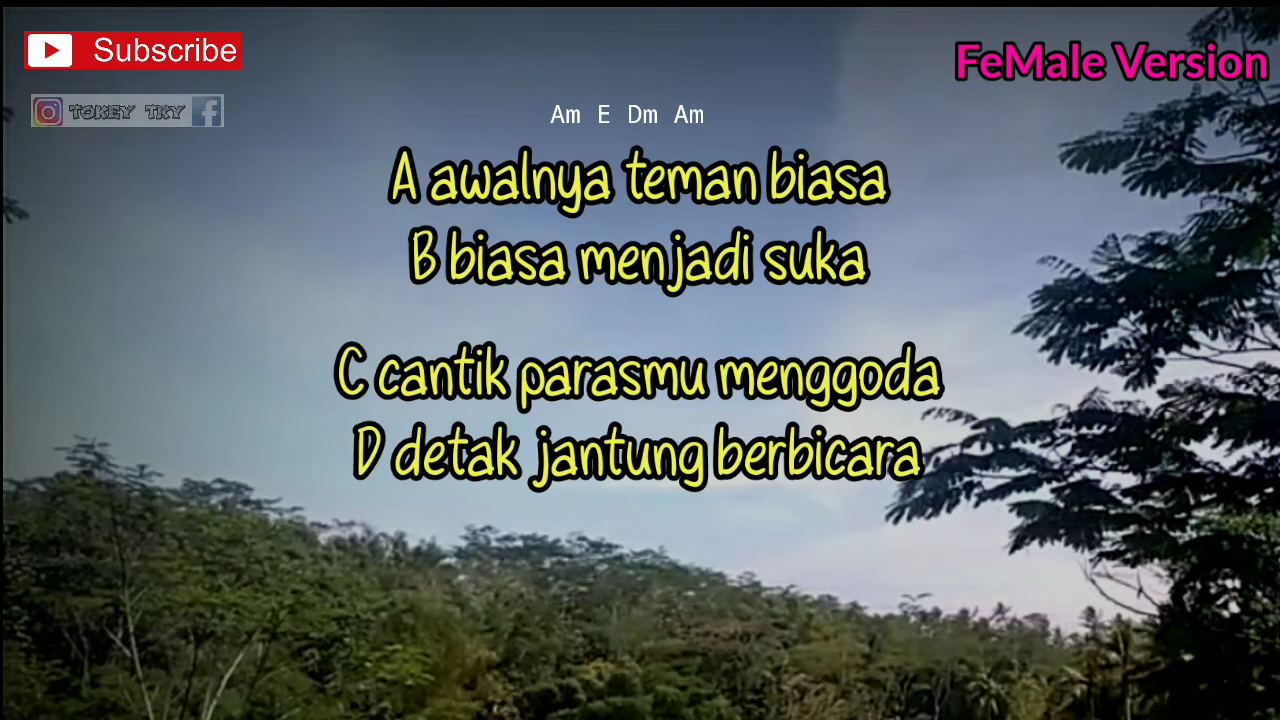 Subscribe
FeMale Version
TOKEY TKY
Am E Dm Am
A awalnya teman biasa
B biasa menjadi suka
C cantik parasmu menggoda
D detak jantung berbicara